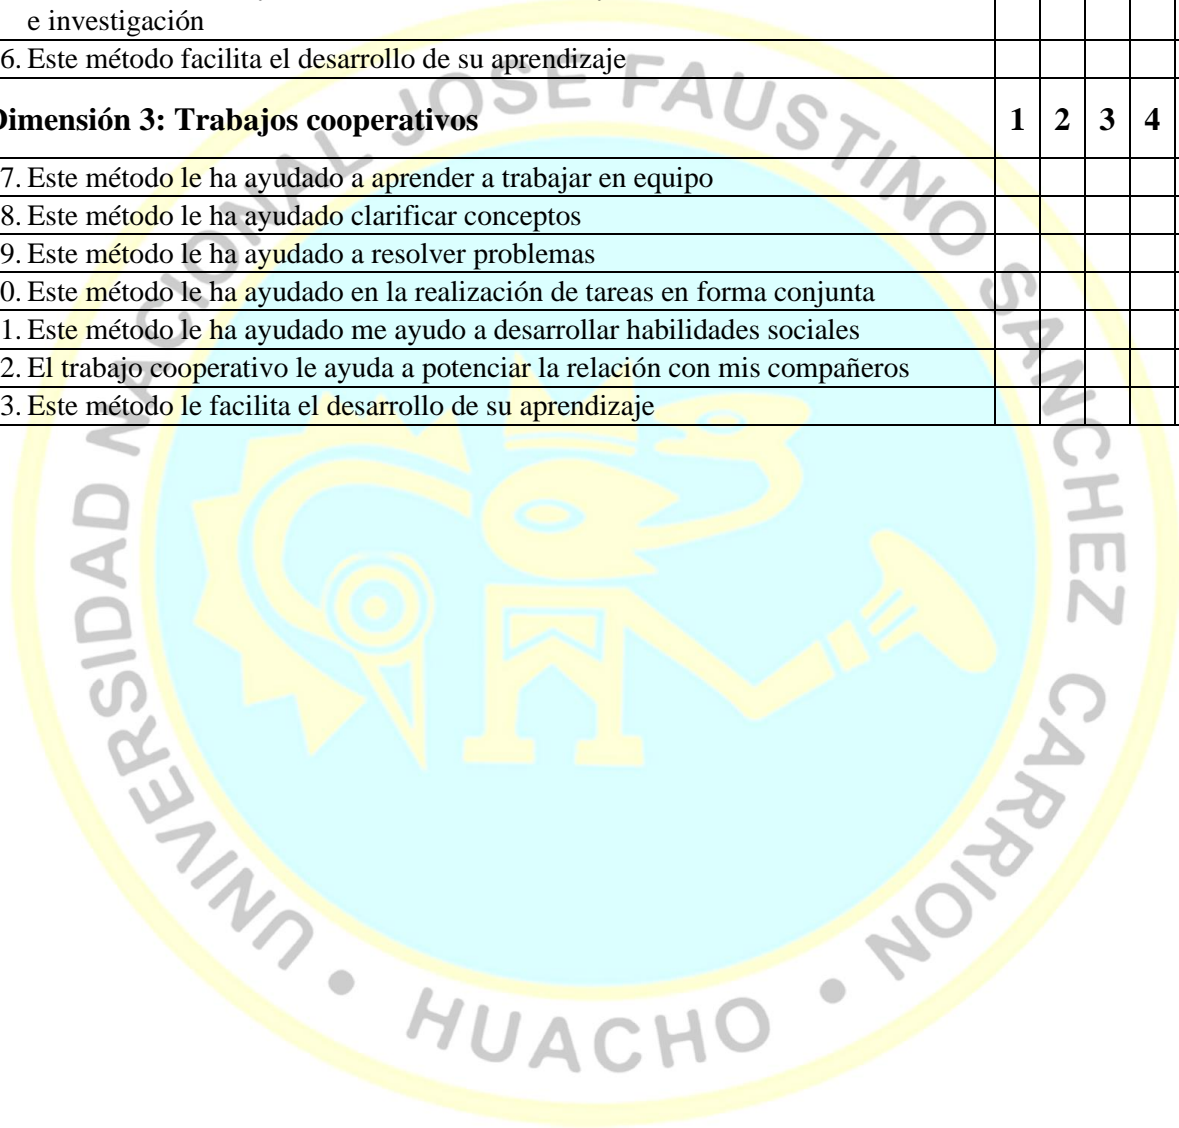 e investigación
6. Este método facilita el desarrollo de su aprendizaje
Dimensión 3: Trabajos cooperativos 1 2 3 4
7. Este método le ha ayudado a aprender a trabajar en equipo
8. Este método le ha ayudado clarificar conceptos
9. Este método le ha ayudado a resolver problemas
0. Este método le ha ayudado en la realización de tareas en forma conjunta
1. Este método le ha ayudado me ayudo a desarrollar habilidades sociales
2. El trabajo cooperativo le ayuda a potenciar la relación con mis compañeros
3. Este método le facilita el desarrollo de su aprendizaje
UNIVERSIDAD NACIONAL JOSE FAUSTINO SANCHEZ CARRION
• HUACHO •